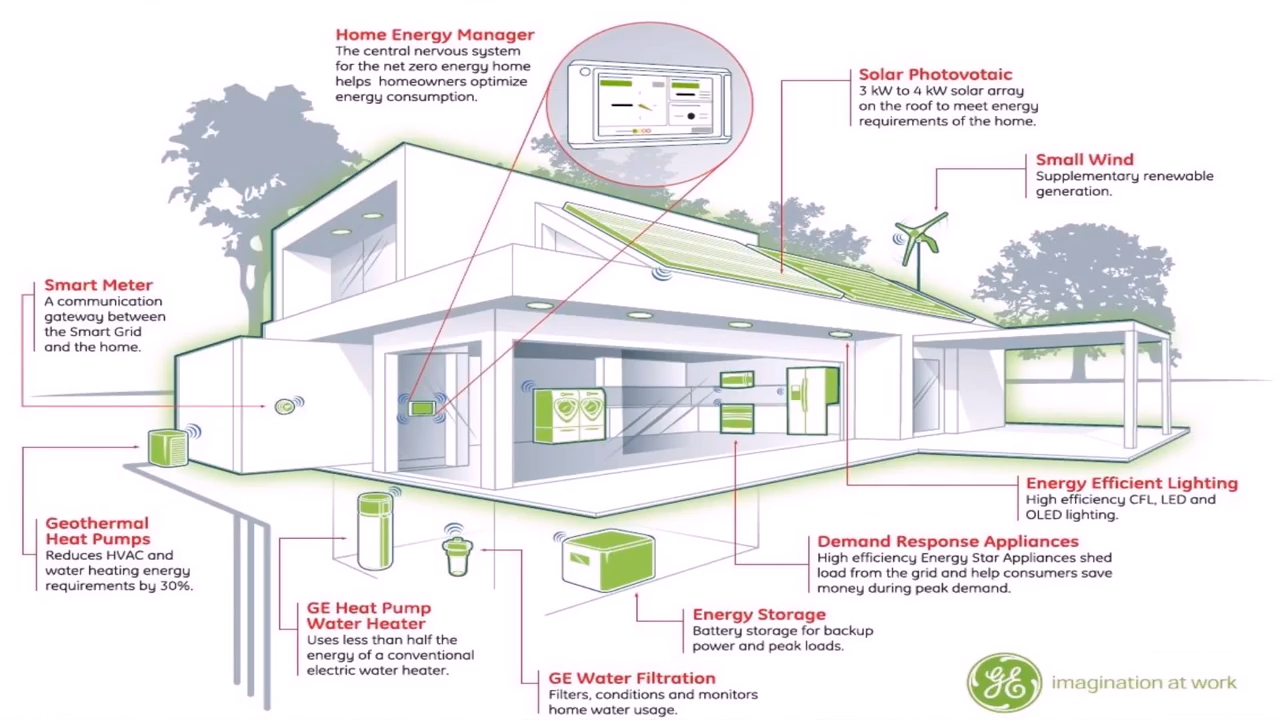 Home Energy Manager
The central nervous system
for the net zero energy home
helps homeowners optimize
energy consumption.
Solar Photovotaic
3 kW to 4 kW solar array
on the roof to meet energy
requirements of the home.
Small Wind
Supplementary renewable
generation.
Smart Meter
A communication
gateway between
the Smart Grid
and the home.
Geothermal
Heat Pumps
Reduces HVAC and
water heating energy
requirements by 30%.
GE Heat Pump
Water Heater
Uses less than half the
energy of a conventional
electric water heater.
GE Water Filtration
Filters, conditions and monitors
home water usage.
Energy Storage
Battery storage for backup
power and peak loads.
Demand Response Appliances
High efficiency Energy Star Appliances shed
load from the grid and help consumers save
money during peak demand.
Energy Efficient Lighting
High efficiency CFL, LED and
OLED lighting.
GE
imagination at work